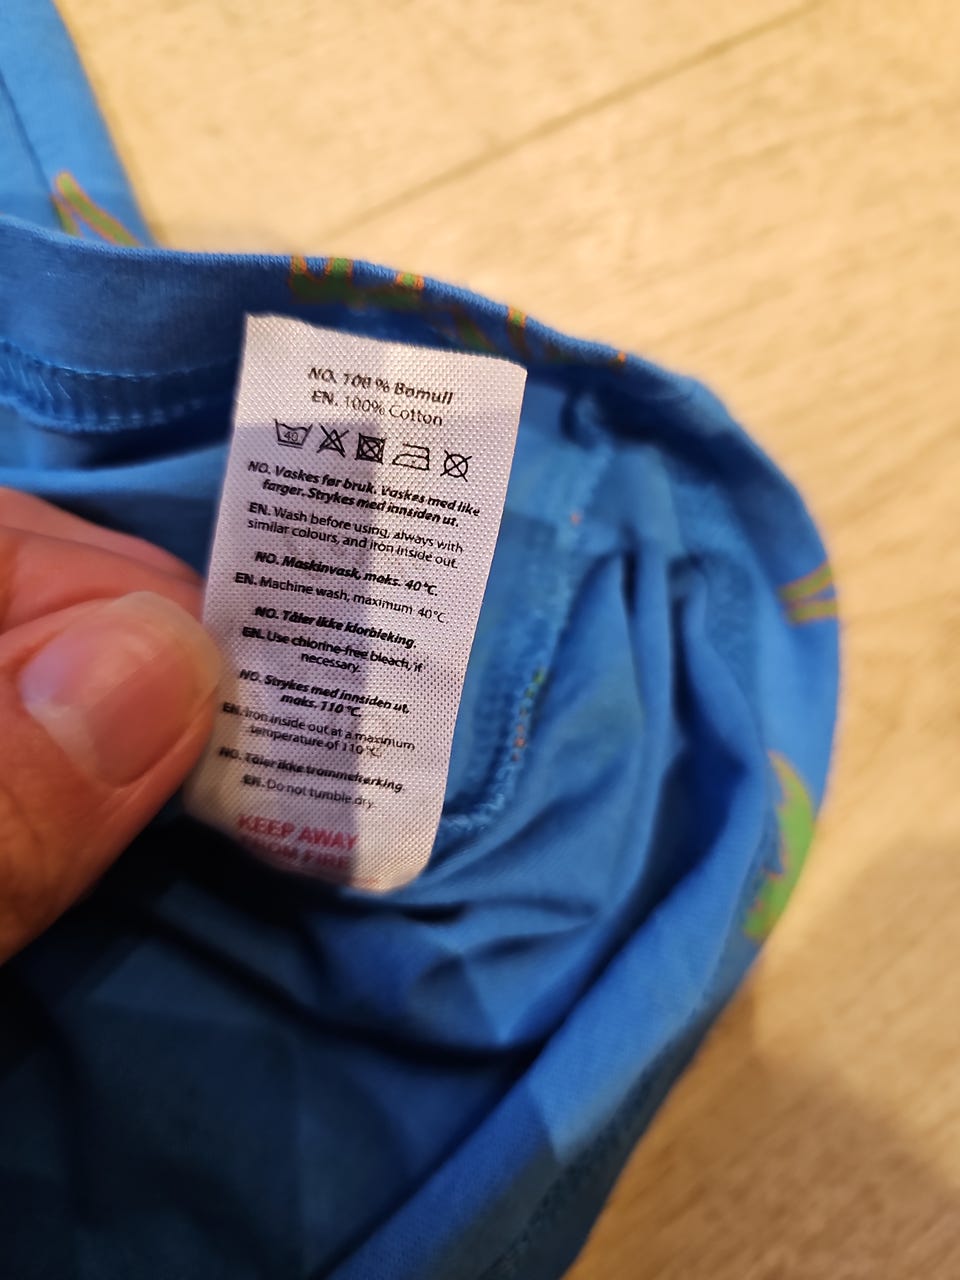 NO. 100 % Bomull
EN. 100% Cotton
40
NO. Vaskes før bruk. Vaskes med like
farger. Strykes med innsiden ut.
EN. Wash before using, always with
similar colours, and iron inside out.
NO. Maskinvask, maks. 40°C.
EN. Machine wash, maximum 40°C.
NO. Tåler ikke klorbleking.
EN. Use chlorine-free bleach, if
necessary.
NO. Strykes med innsiden ut,
maks. 110°C.
EN. Iron inside out at a maximum
temperature of 110°C.
NO. Tåler ikke trommeltørking.
EN. Do not tumble dry.
KEEP AWAY
FROM FIRE